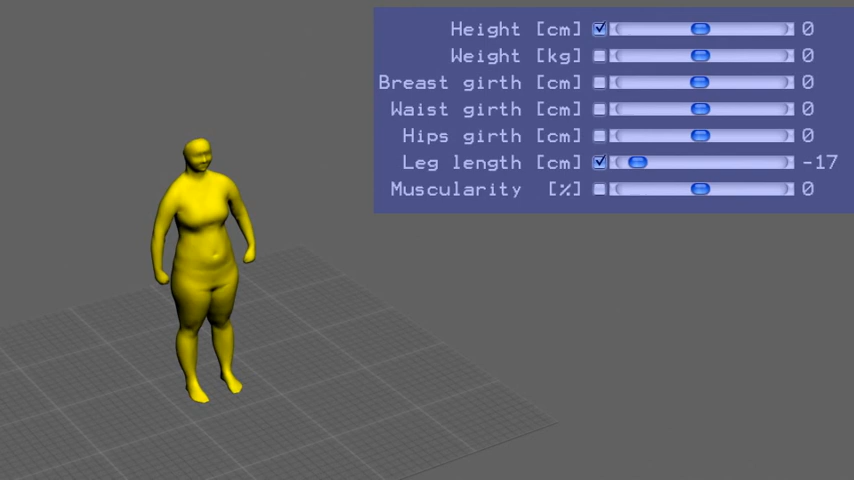 Height [cm] 0
Weight [kg] 0
Breast girth [cm] 0
Waist girth [cm] 0
Hips girth [cm] 0
Leg length [cm] -17
Muscularity [%] 0